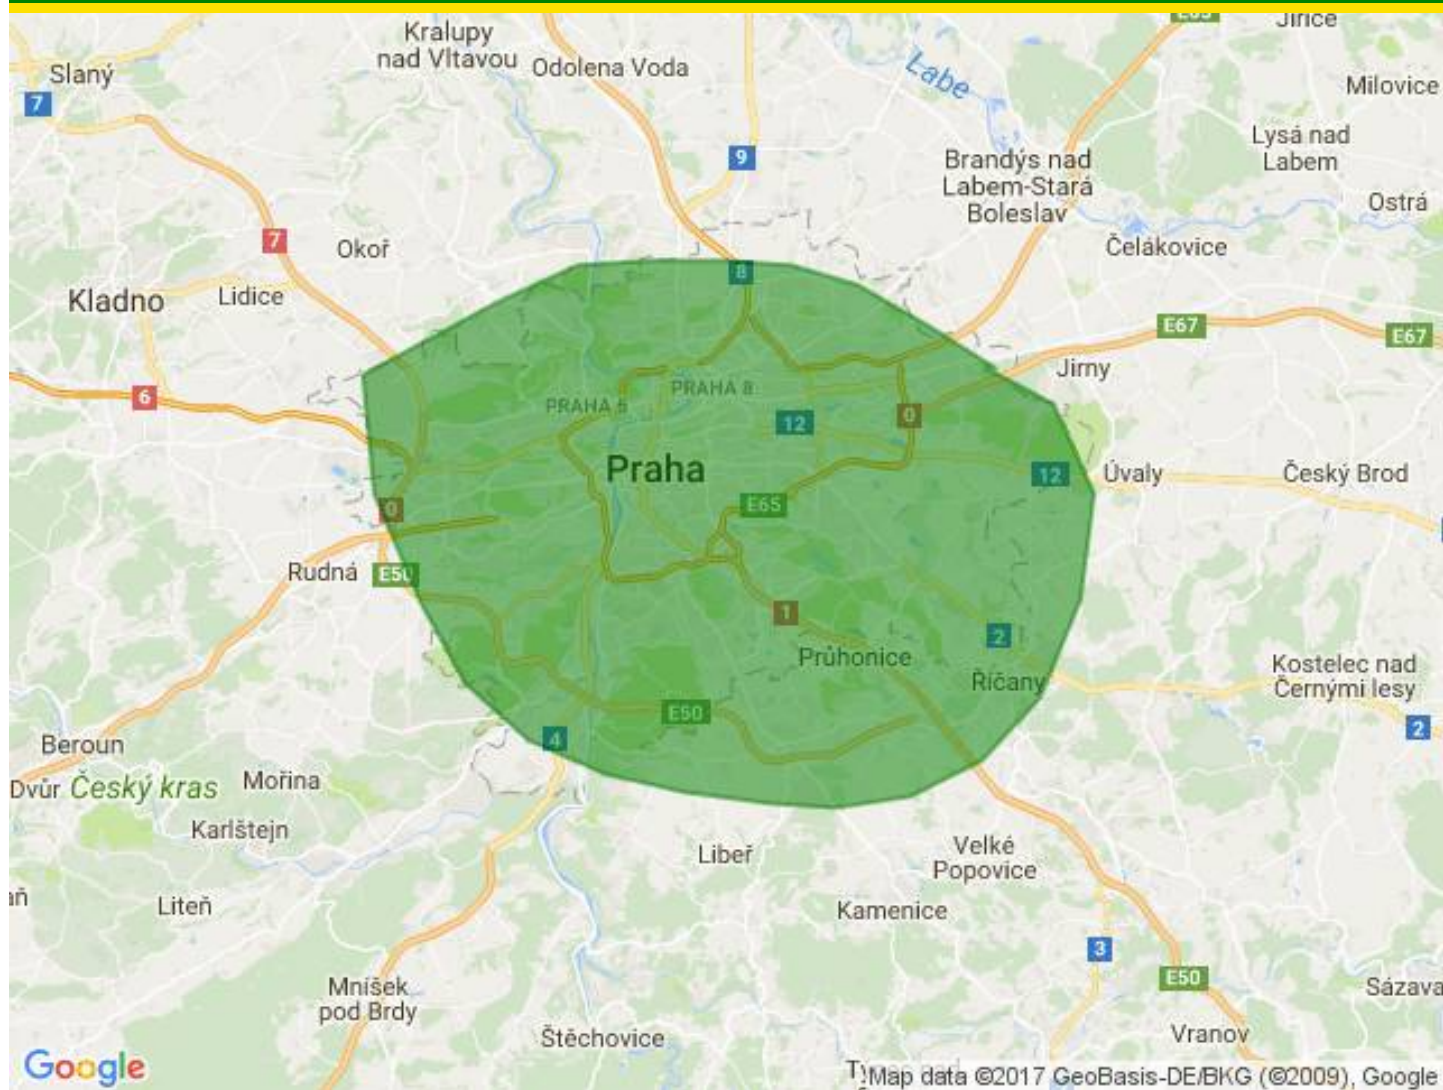 E65
Jiřice
Kralupy
nad Vltavou
Odolena Voda
Labe
Slaný
Milovice
7
Lysá nad
Labem
9
Brandýs nad
Labem-Stará
Boleslav
Ostrá
7
Okoř
Čelákovice
8
Kladno
Lidice
E67
E67
Jirny
6
PRAHA 8
PRAHA 6
0
12
Praha
12
Úvaly
Český Brod
0
E65
Rudná
E50
1
2
Průhonice
Říčany
Kostelec nad
Černými lesy
E50
2
4
Beroun
Dvůr
Český kras
Mořina
Karlštejn
Libeř
Velké
Popovice
aň
Liteň
Kamenice
3
E50
Mníšek
pod Brdy
Sázava
Štěchovice
Vranov
Google
Map data ©2017 GeoBasis-DE/BKG (©2009), Google